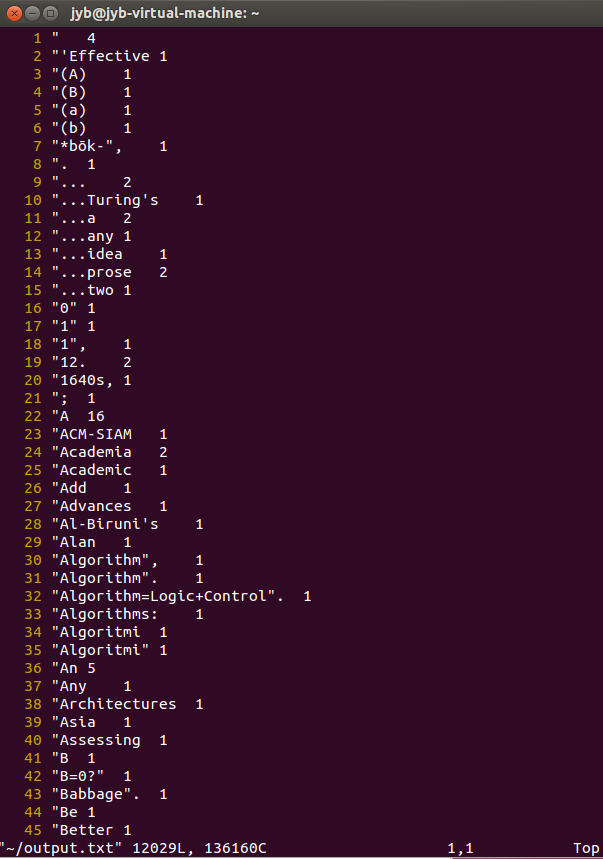 jyb@jyb-virtual-machine: ~
1 "	4
2 "'Effective 1
3 "(A)	1
4 "(B)	1
5 "(a)	1
6 "(b)	1
7 "*bōk-",	1
8 ".	1
9 "...	2
10 "...Turing's	1
11 "...a	2
12 "...any 1
13 "...idea	1
14 "...prose	2
15 "...two 1
16 "0" 1
17 "1" 1
18 "1",	1
19 "12.	2
20 "1640s, 1
21 ";	1
22 "A	16
23 "ACM-SIAM	1
24 "Academia	2
25 "Academic	1
26 "Add	1
27 "Advances	1
28 "Al-Biruni's	1
29 "Alan	1
30 "Algorithm",	1
31 "Algorithm".	1
32 "Algorithm=Logic+Control".	1
33 "Algorithms:	1
34 "Algoritmi	1
35 "Algoritmi" 1
36 "An 5
37 "Any	1
38 "Architectures	1
39 "Asia	1
40 "Assessing	1
41 "B	1
42 "B=0?"	1
43 "Babbage".	1
44 "Be 1
45 "Better 1
"~/output.txt" 12029L, 136160C	1,1	Top